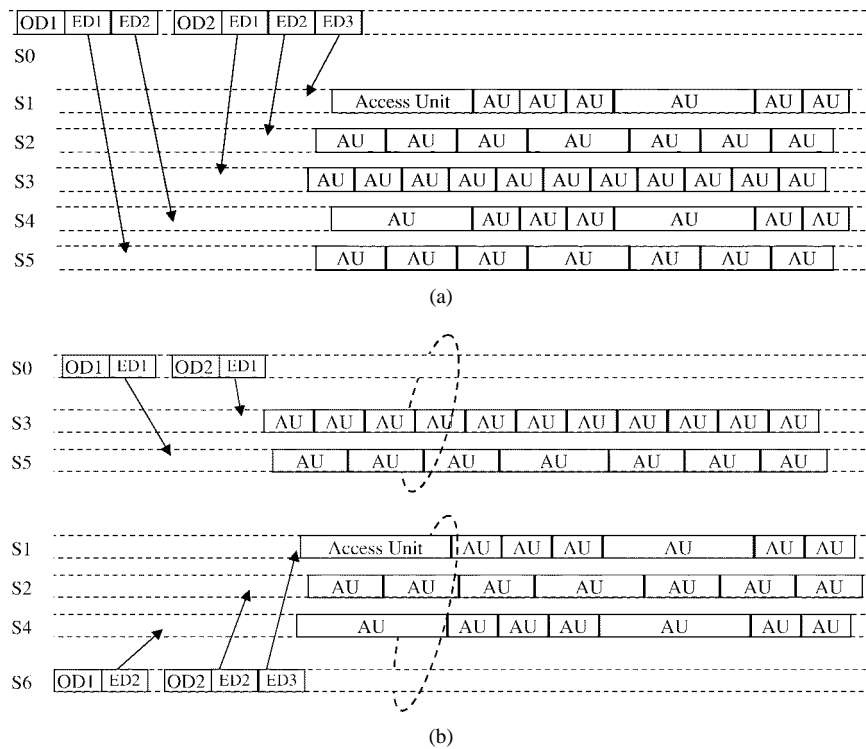 OD1 ED1 ED2 OD2 ED1 ED2 ED3
S0
S1 Access Unit AU AU AU AU AU AU
S2 AU AU AU AU AU AU AU
S3 AU AU AU AU AU AU AU AU AU AU AU
S4 AU AU AU AU AU AU AU
S5 AU AU AU AU AU AU AU
(a)
S0 OD1 ED1 OD2 ED1
S3 AU AU AU AU AU AU AU AU AU AU AU
S5 AU AU AU AU AU AU AU
S1 Access Unit AU AU AU AU AU AU
S2 AU AU AU AU AU AU AU
S4 AU AU AU AU AU AU AU
S6 OD1 ED2 OD2 ED2 ED3
(b)